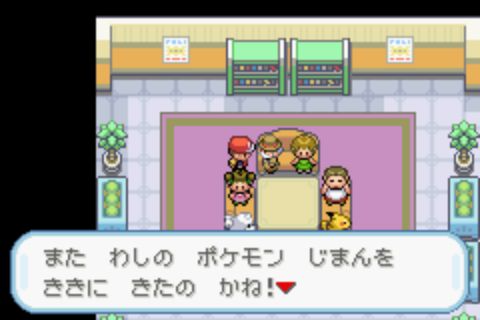 また　わしの　ポケモン　じまんを
ききに　きたの　かね!